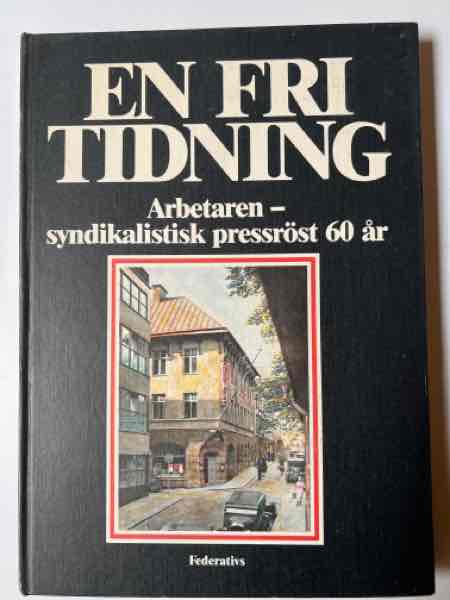 EN FRI
TIDNING
Arbetaren –
syndikalistisk pressröst 60 år
Federativs